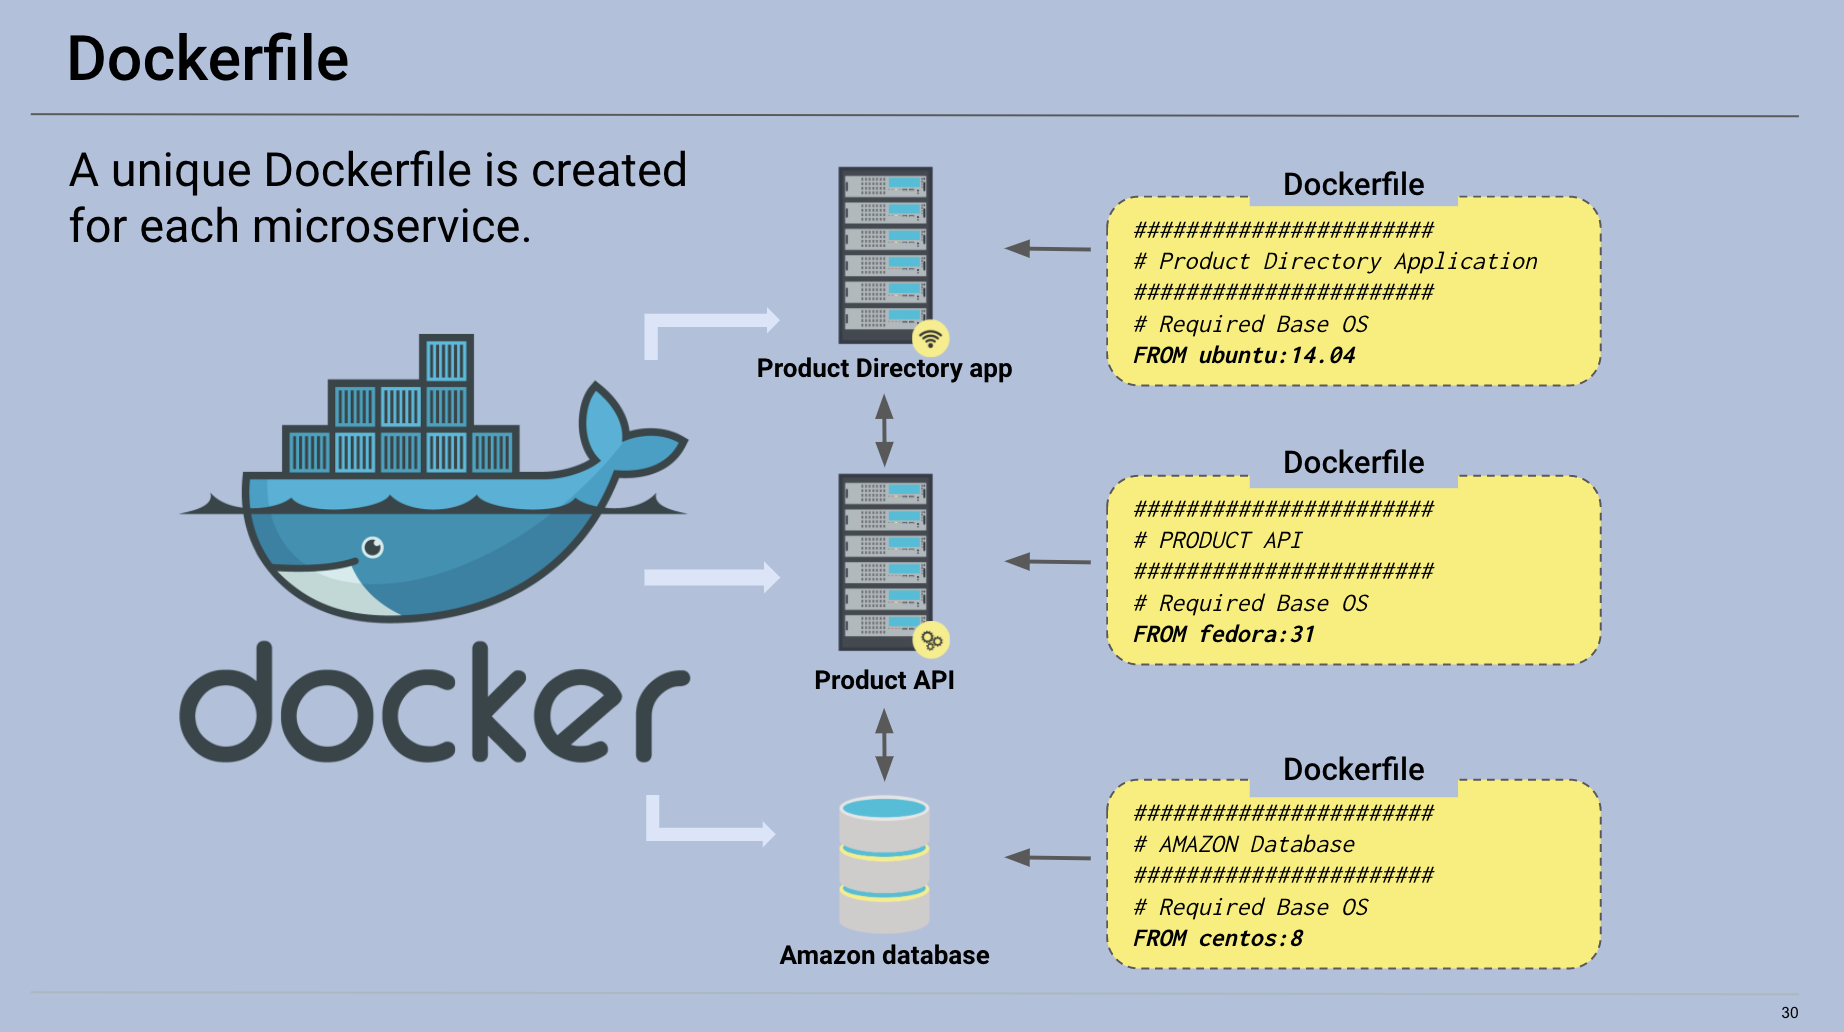 Dockerfile
A unique Dockerfile is created
for each microservice.
docker
Product Directory app
Product API
Amazon database
Dockerfile
#######################
# Product Directory Application
#######################
# Required Base OS
FROM ubuntu:14.04
Dockerfile
#######################
# PRODUCT API
#######################
# Required Base OS
FROM fedora:31
Dockerfile
#######################
# AMAZON Database
#######################
# Required Base OS
FROM centos:8
30